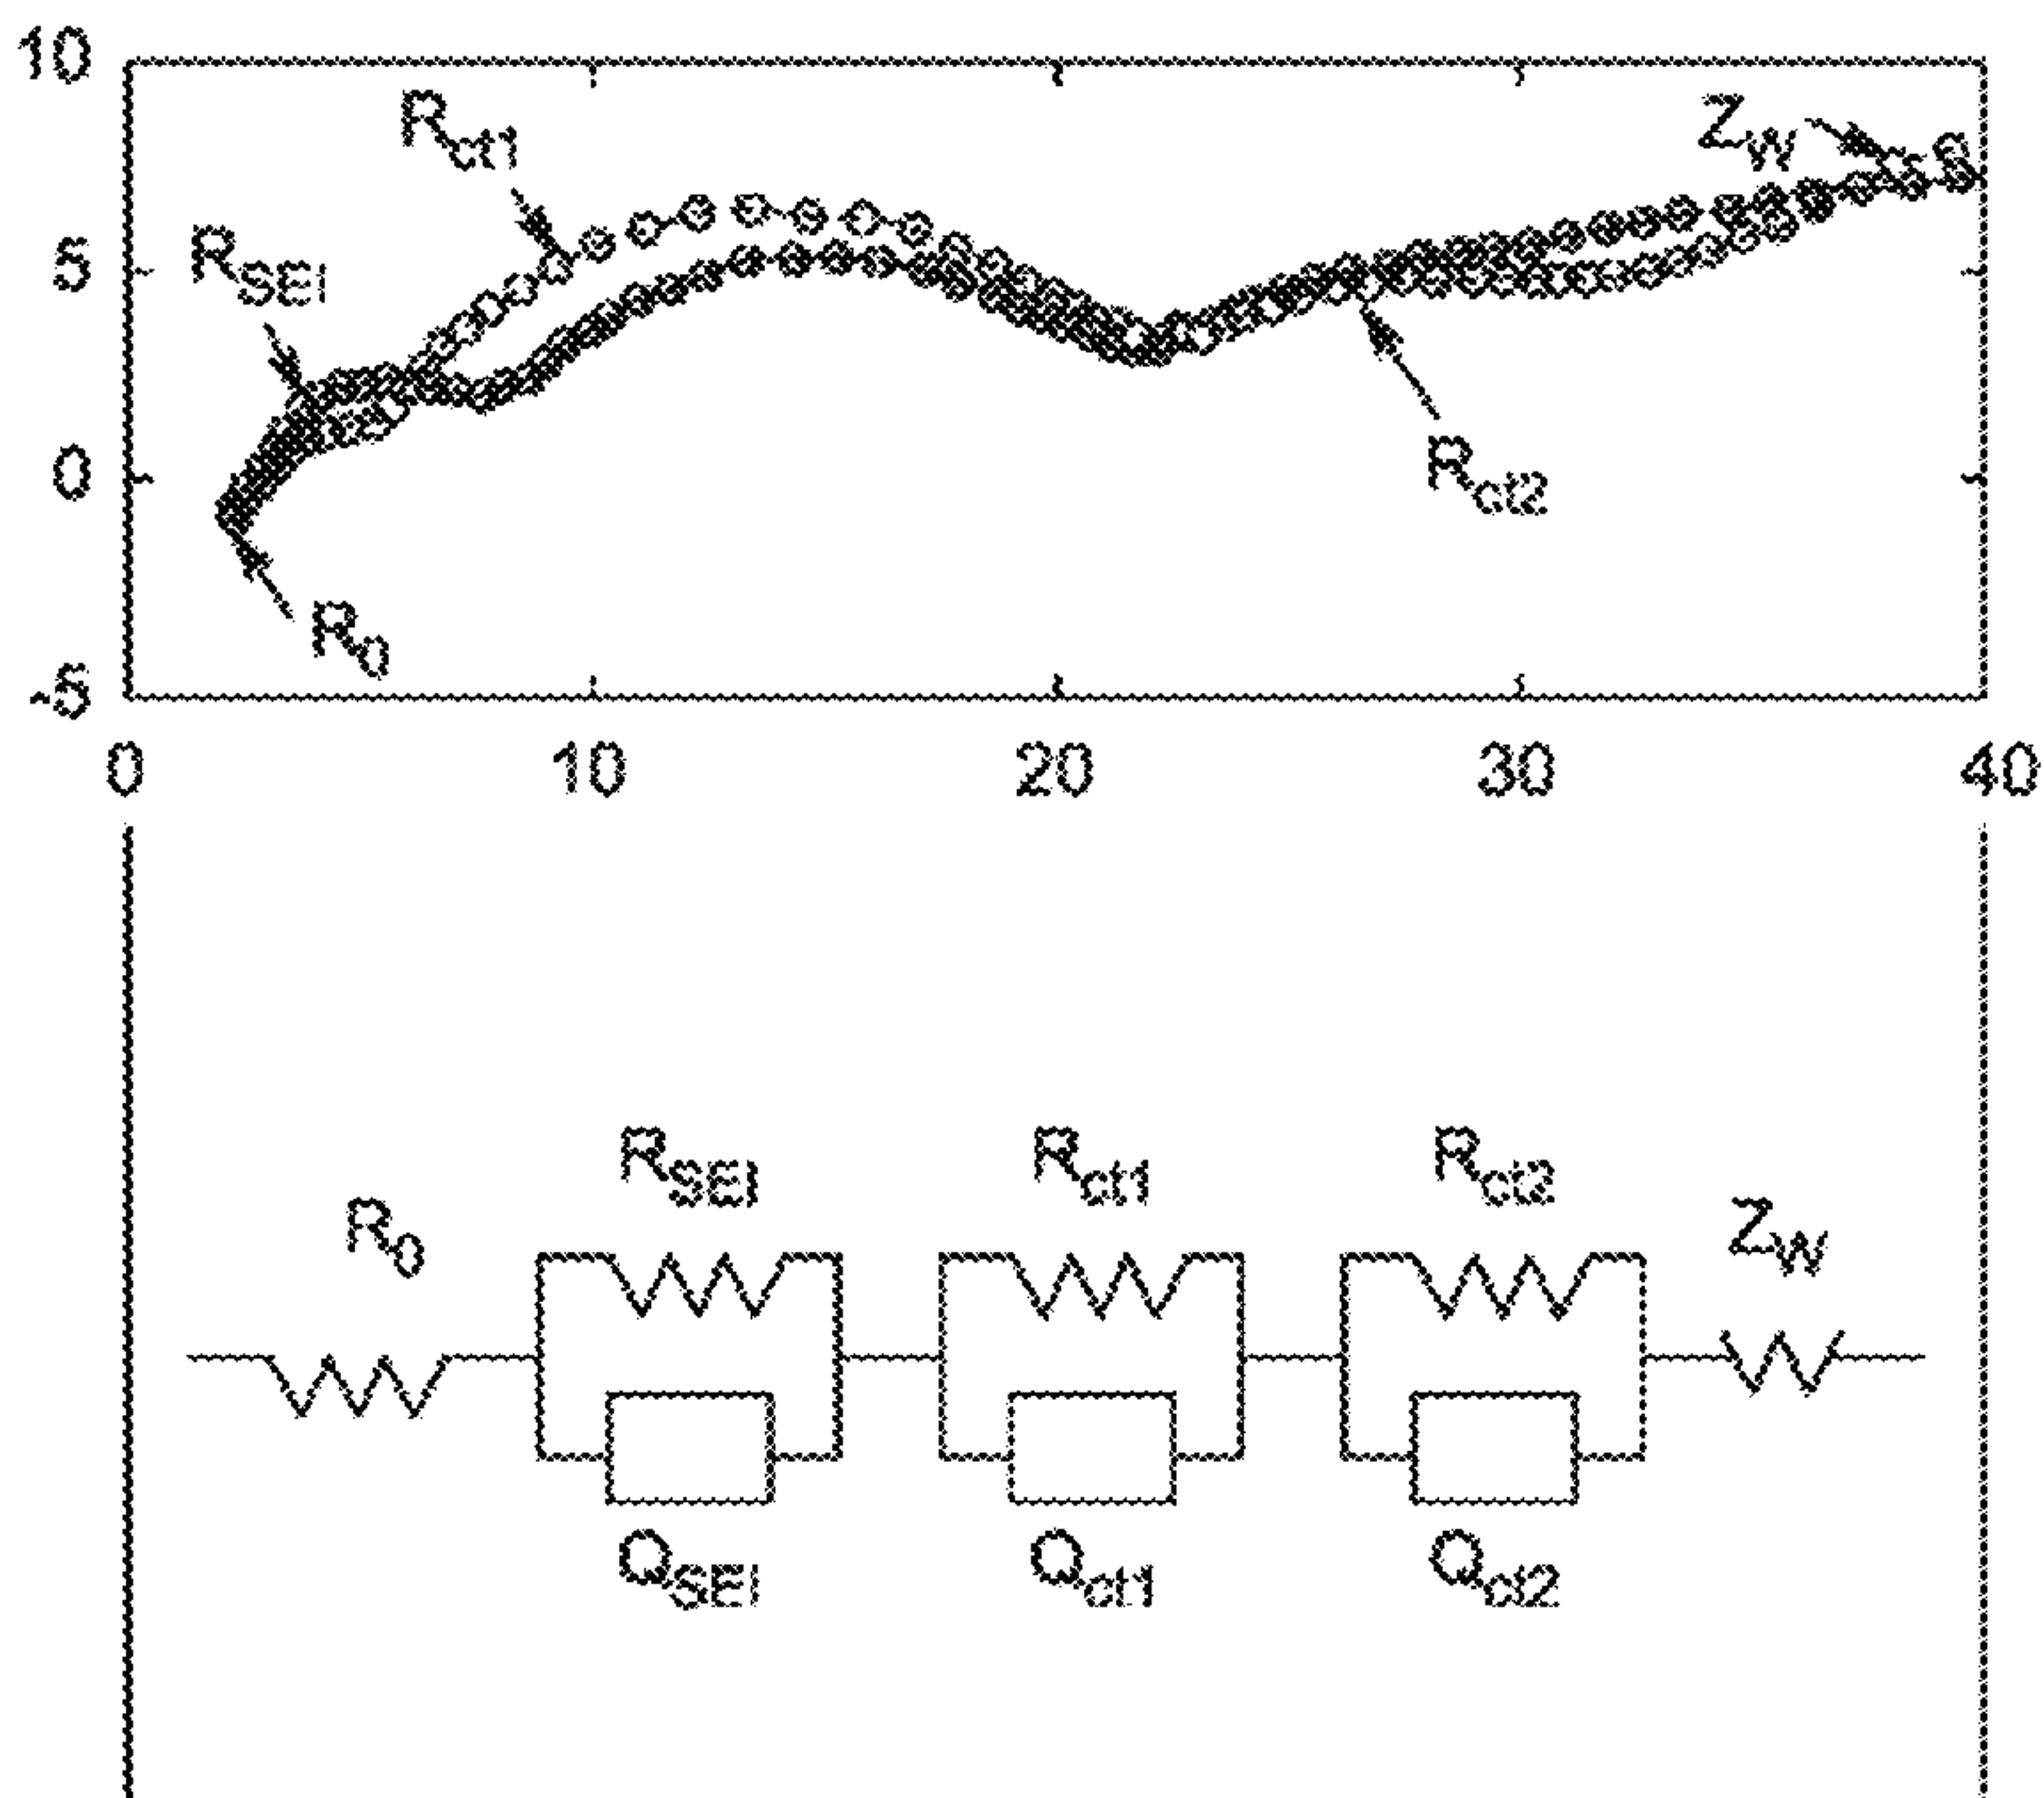 10
R_ct1
Z_W
R_SEI
5
0
R_ct2
R_0
-5
0 10 20 30 40
R_SEI R_ct1 R_ct2
R_0 Z_W
Q_SEI Q_ct1 Q_ct2